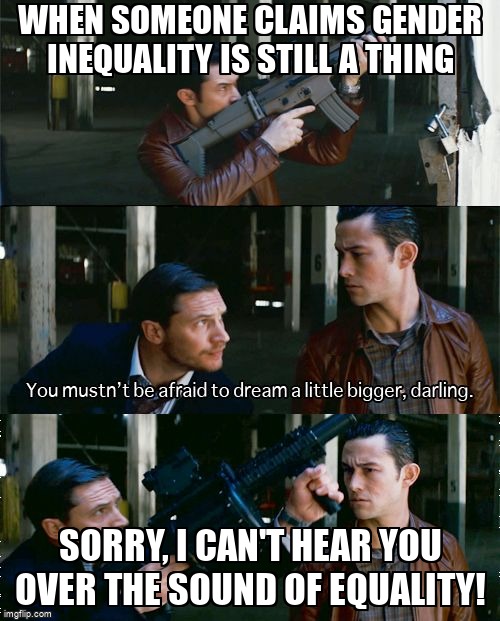 WHEN SOMEONE CLAIMS GENDER
INEQUALITY IS STILL A THING
You mustn't be afraid to dream a little bigger, darling.
SORRY, I CAN'T HEAR YOU
OVER THE SOUND OF EQUALITY!
imgflip.com